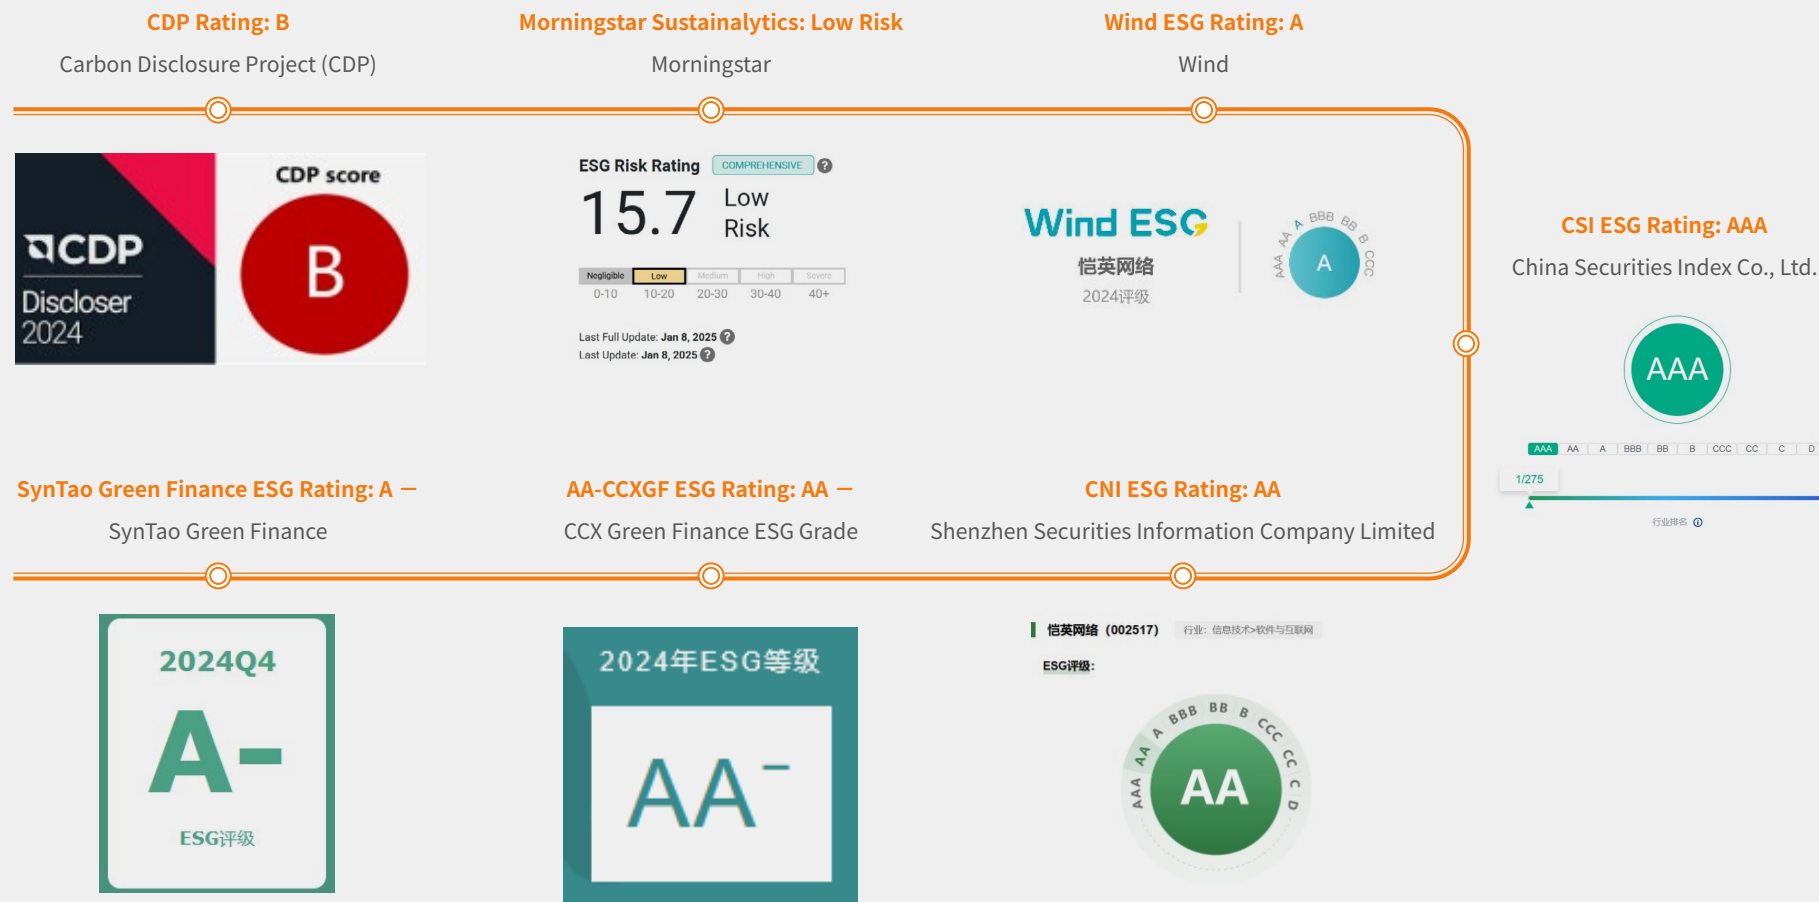 CDP Rating: B
Carbon Disclosure Project (CDP)
Morningstar Sustainalytics: Low Risk
Morningstar
Wind ESG Rating: A
Wind
CDP
Discloser
2024
CDP score
B
ESG Risk Rating COMPREHENSIVE ?
15.7 Low
Risk
Negligible Low Medium High Severe
0-10 10-20 20-30 30-40 40+
Last Full Update: Jan 8, 2025 ?
Last Update: Jan 8, 2025 ?
Wind ESG
恺英网络
2024评级
AAA AA A BBB BB B CCC
A
CSI ESG Rating: AAA
China Securities Index Co., Ltd.
AAA
AAA AA A BBB BB B CCC CC C D
1/275
行业排名
SynTao Green Finance ESG Rating: A －
SynTao Green Finance
AA-CCXGF ESG Rating: AA －
CCX Green Finance ESG Grade
CNI ESG Rating: AA
Shenzhen Securities Information Company Limited
2024Q4
A-
ESG评级
2024年ESG等级
AA-
恺英网络（002517） 行业：信息技术>软件与互联网
ESG评级：
AAA AA A BBB BB B CCC CC C D
AA